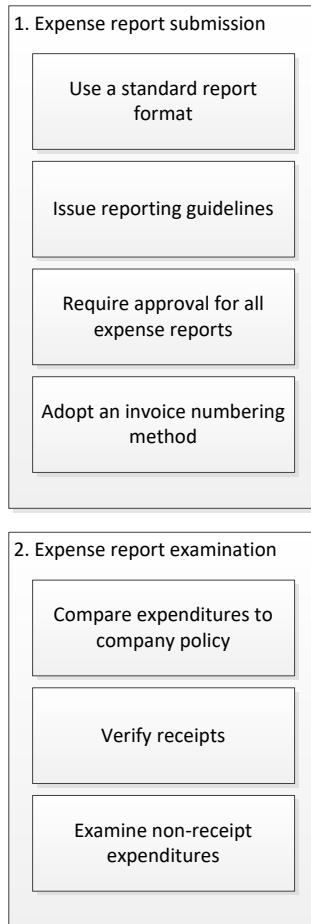 1. Expense report submission
Use a standard report
format
Issue reporting guidelines
Require approval for all
expense reports
Adopt an invoice numbering
method
2. Expense report examination
Compare expenditures to
company policy
Verify receipts
Examine non-receipt
expenditures